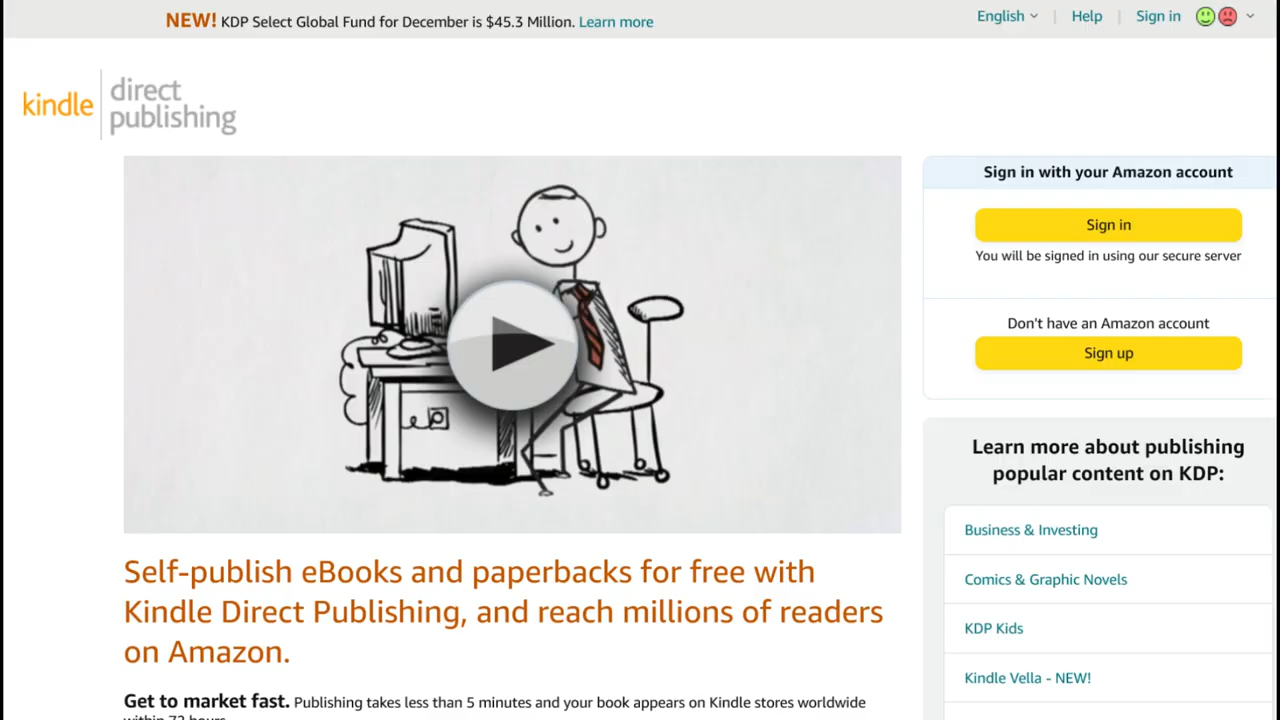 NEW! KDP Select Global Fund for December is $45.3 Million. Learn more
English
Help
Sign in
kindle
direct
publishing
Sign in with your Amazon account
Sign in
You will be signed in using our secure server
Don't have an Amazon account
Sign up
Learn more about publishing
popular content on KDP:
Business & Investing
Comics & Graphic Novels
KDP Kids
Kindle Vella - NEW!
Self-publish eBooks and paperbacks for free with
Kindle Direct Publishing, and reach millions of readers
on Amazon.
Get to market fast. Publishing takes less than 5 minutes and your book appears on Kindle stores worldwide
within 72 hours